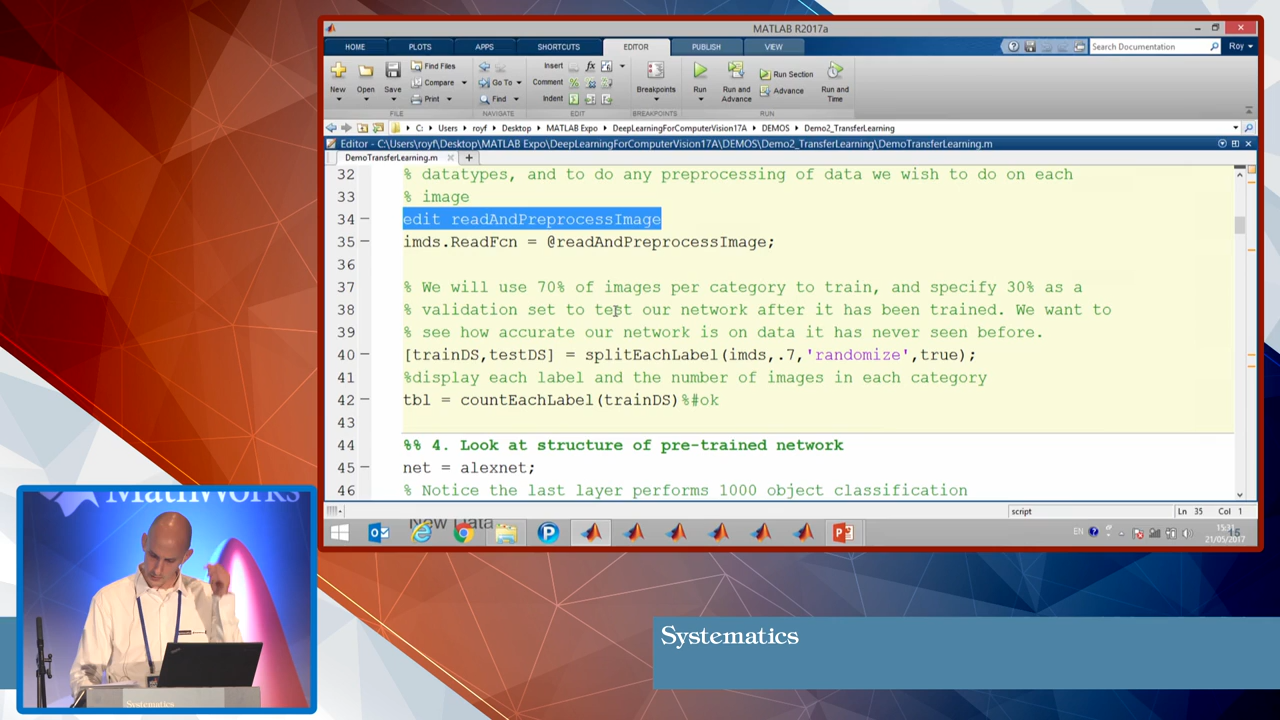 MATLAB R2017a
HOME PLOTS APPS SHORTCUTS EDITOR PUBLISH VIEW Search Documentation Roy
New Open Save Find Files Compare Print Go To Find Insert Comment Indent Breakpoints Run Run and Advance Run Section Advance Run and Time
FILE NAVIGATE EDIT BREAKPOINTS RUN
C: Users royf Desktop MATLAB Expo DeepLearningForComputerVision17A DEMOS Demo2_TransferLearning
Editor - C:\Users\royf\Desktop\MATLAB Expo\DeepLearningForComputerVision17A\DEMOS\Demo2_TransferLearning\DemoTransferLearning.m
DemoTransferLearning.m
32 % datatypes, and to do any preprocessing of data we wish to do on each
33 % image
34 edit readAndPreprocessImage
35 imds.ReadFcn = @readAndPreprocessImage;
36
37 % We will use 70% of images per category to train, and specify 30% as a
38 % validation set to test our network after it has been trained. We want to
39 % see how accurate our network is on data it has never seen before.
40 [trainDS,testDS] = splitEachLabel(imds,.7,'randomize',true);
41 %display each label and the number of images in each category
42 tbl = countEachLabel(trainDS)%#ok
43
44 %% 4. Look at structure of pre-trained network
45 net = alexnet;
46 % Notice the last layer performs 1000 object classification
script Ln 35 Col 1
New Data
EN
21/05/2017
MathWorks
Systematics
Systematics